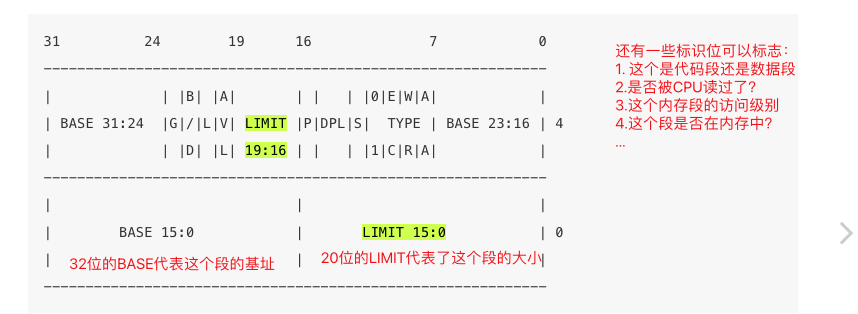 31 24 19 16 7 0
还有一些标识位可以标志：
1. 这个是代码段还是数据段
2.是否被CPU读过了?
3.这个内存段的访问级别
4.这个段是否在内存中?
...
------------------------------------------------------------
| | |B| |A| | | | |0|E|W|A| |
| BASE 31:24 |G|/|L|V| LIMIT |P|DPL|S| TYPE | BASE 23:16 | 4
| | |D| |L| 19:16 | | | |1|C|R|A| |
------------------------------------------------------------
| | |
| BASE 15:0 | LIMIT 15:0 | 0
| 32位的BASE代表这个段的基址 | 20位的LIMIT代表了这个段的大小|
------------------------------------------------------------